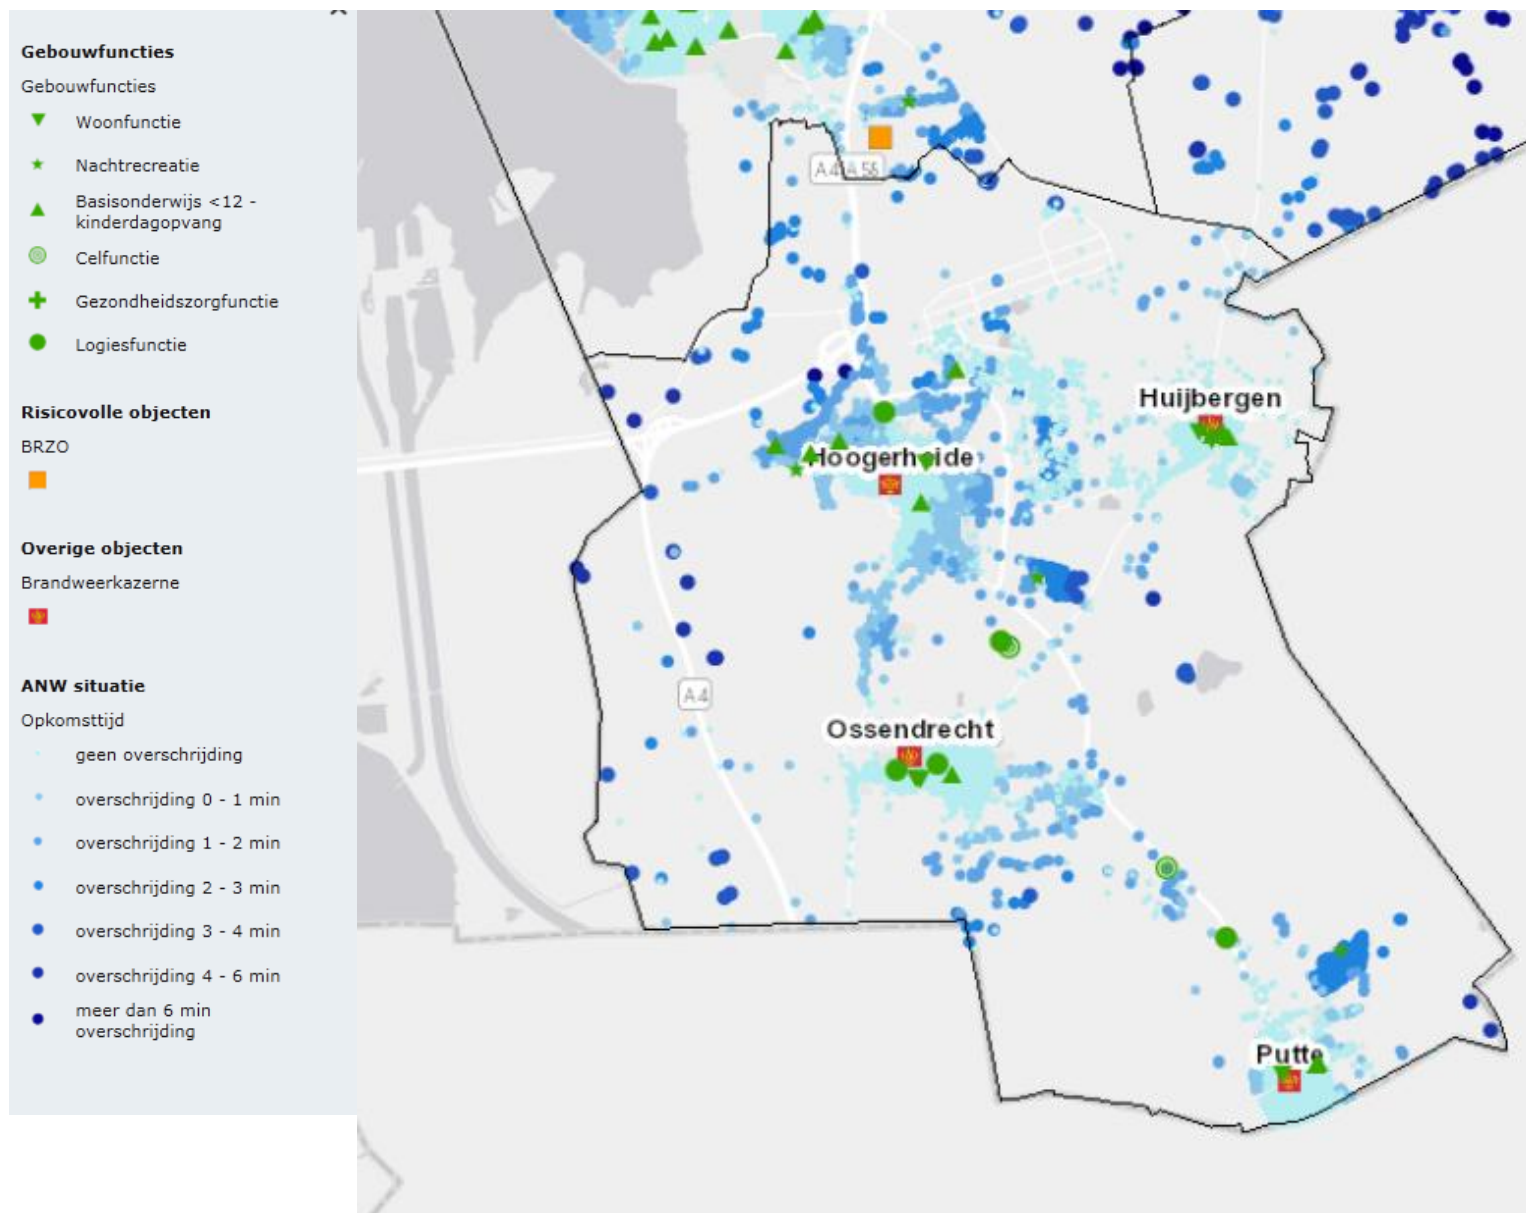 Gebouwfuncties
Gebouwfuncties
Woonfunctie
Nachtrecreatie
Basisonderwijs <12 -
kinderdagopvang
Celfunctie
Gezondheidszorgfunctie
Logiesfunctie
Risicovolle objecten
BRZO
Overige objecten
Brandweerkazerne
ANW situatie
Opkomsttijd
geen overschrijding
overschrijding 0 - 1 min
overschrijding 1 - 2 min
overschrijding 2 - 3 min
overschrijding 3 - 4 min
overschrijding 4 - 6 min
meer dan 6 min
overschrijding
Huijbergen
Hoogerheide
A4
Ossendrecht
Putte